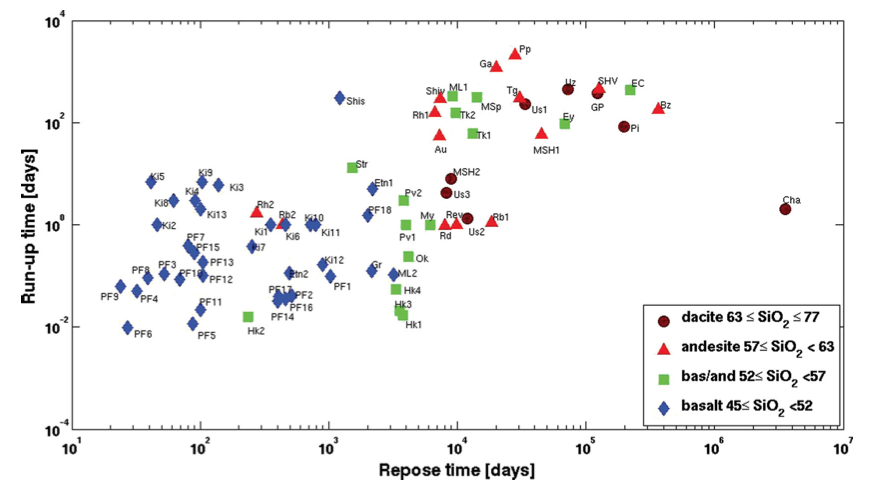 10^4
10^2
10^0
10^-2
10^-4
Run-up time [days]
Pp
Ga
Uz
SHV
EC
Shis
Shiv
ML1
MSp
Tg
Us1
GP
Bz
Rh1
Tk2
Ey
Pi
Au
Tk1
MSH1
Str
MSH2
Ki5
Ki9
Ki3
Etn1
Us3
Ki4
Ki8
Pv2
Cha
Ki13
Rh2
Rb2
Ki10
PF18
My
Rev
Rb1
Ki2
Ki1
Ki6
Ki11
Pv1
Rd
Us2
PF7
PF15
Ki7
Ok
PF3
PF13
Ki12
Gr
PF8
PF12
Etn2
PF1
ML2
PF9
PF4
PF17
PF2
Hk4
PF11
PF16
Hk3
PF14
PF6
PF5
Hk2
Hk1
dacite 63 ≤ SiO2 ≤ 77
andesite 57≤ SiO2 < 63
bas/and 52≤ SiO2 <57
basalt 45≤ SiO2 <52
10^1 10^2 10^3 10^4 10^5 10^6 10^7
Repose time [days]